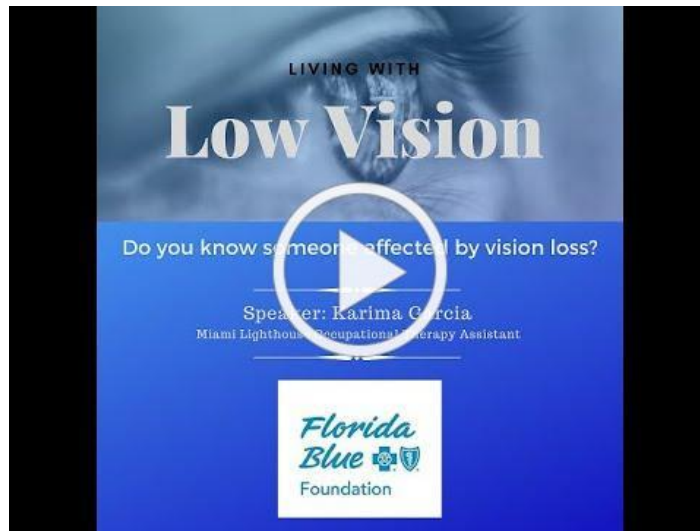 LIVING WITH
Low Vision
Do you know someone affected by vision loss?
Speaker: Karima Garcia
Miami Lighthouse Occupational Therapy Assistant
Florida
Blue
Foundation